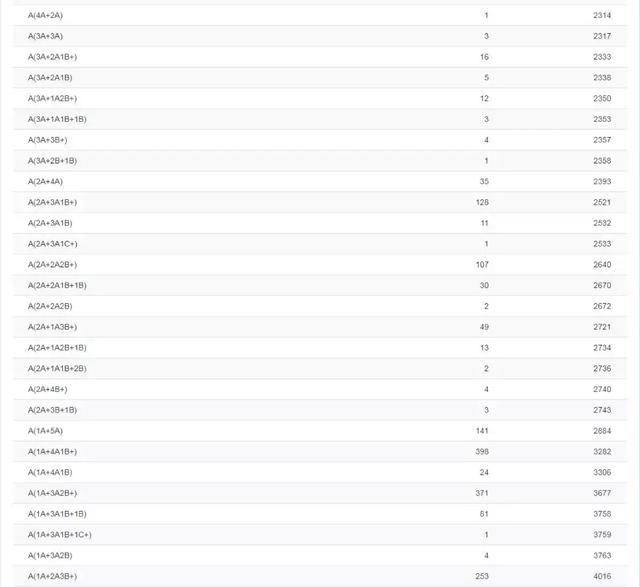 A(4A+2A) 1 2314
A(3A+3A) 3 2317
A(3A+2A1B+) 16 2333
A(3A+2A1B) 5 2338
A(3A+1A2B+) 12 2350
A(3A+1A1B+1B) 3 2353
A(3A+3B+) 4 2357
A(3A+2B+1B) 1 2358
A(2A+4A) 35 2393
A(2A+3A1B+) 128 2521
A(2A+3A1B) 11 2532
A(2A+3A1C+) 1 2533
A(2A+2A2B+) 107 2640
A(2A+2A1B+1B) 30 2670
A(2A+2A2B) 2 2672
A(2A+1A3B+) 49 2721
A(2A+1A2B+1B) 13 2734
A(2A+1A1B+2B) 2 2736
A(2A+4B+) 4 2740
A(2A+3B+1B) 3 2743
A(1A+5A) 141 2884
A(1A+4A1B+) 398 3282
A(1A+4A1B) 24 3306
A(1A+3A2B+) 371 3677
A(1A+3A1B+1B) 81 3758
A(1A+3A1B+1C+) 1 3759
A(1A+3A2B) 4 3763
A(1A+2A3B+) 253 4016